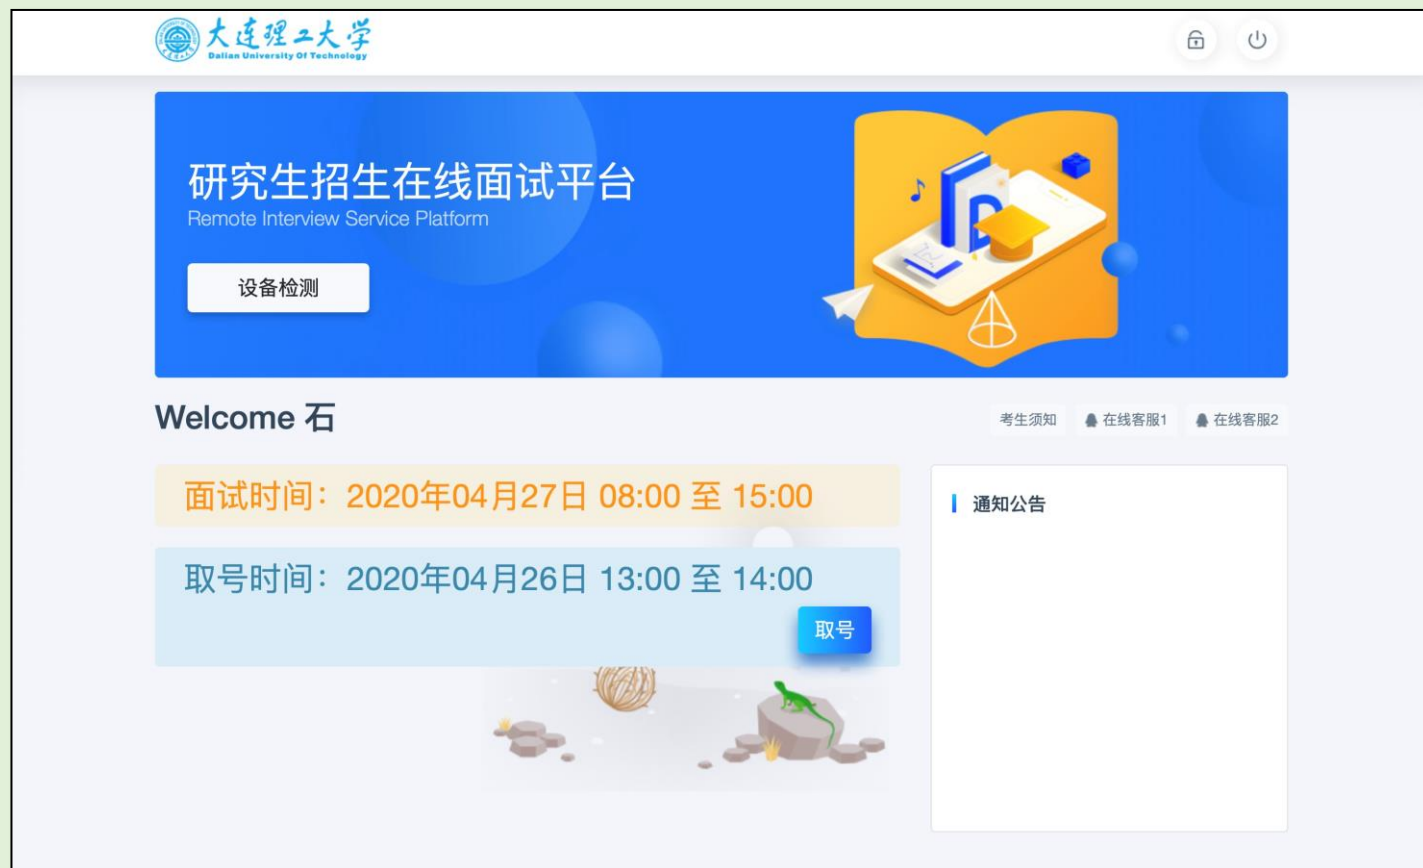 大连理工大学
Dalian University Of Technology
研究生招生在线面试平台
Remote Interview Service Platform
设备检测
Welcome 石
考生须知 在线客服1 在线客服2
面试时间：2020年04月27日 08:00 至 15:00
通知公告
取号时间：2020年04月26日 13:00 至 14:00
取号
D